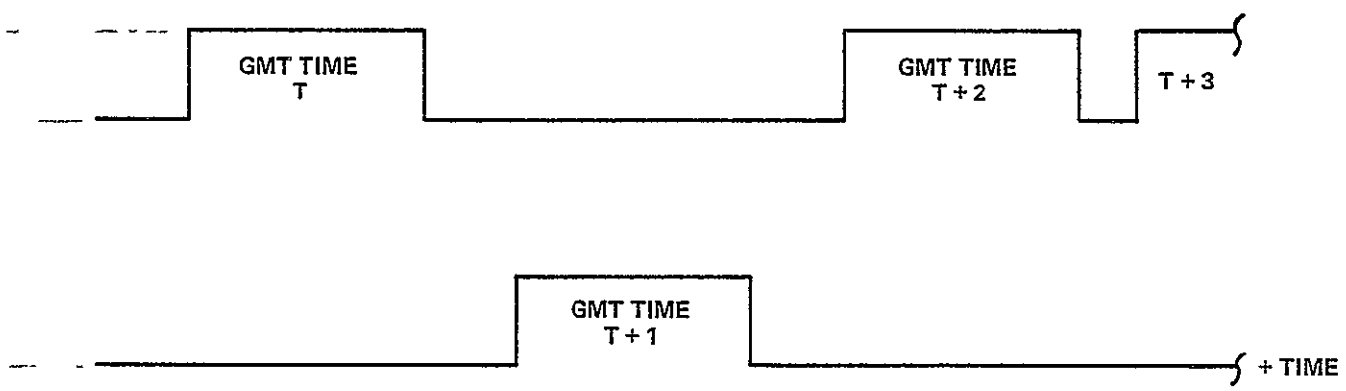 GMT TIME
T
GMT TIME
T + 2
T + 3
GMT TIME
T + 1
+ TIME